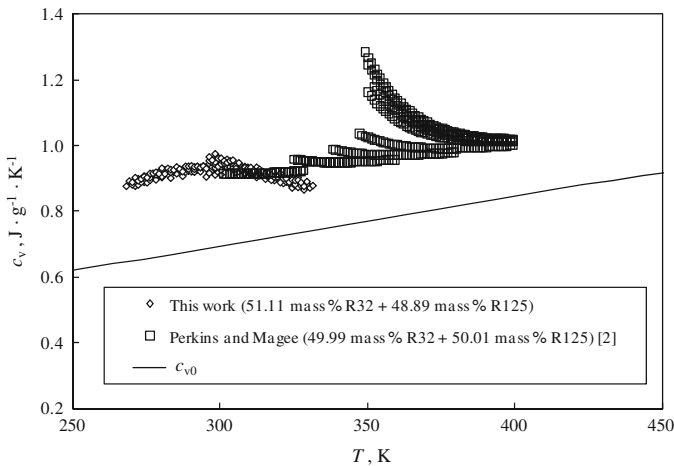 1.4
1.2
1.0
0.8
0.6
0.4
0.2
c_v , J · g⁻¹ · K⁻¹
◇ This work (51.11 mass % R32 + 48.89 mass % R125)
□ Perkins and Magee (49.99 mass % R32 + 50.01 mass % R125) [2]
— c_v0
250 300 350 400 450
T , K